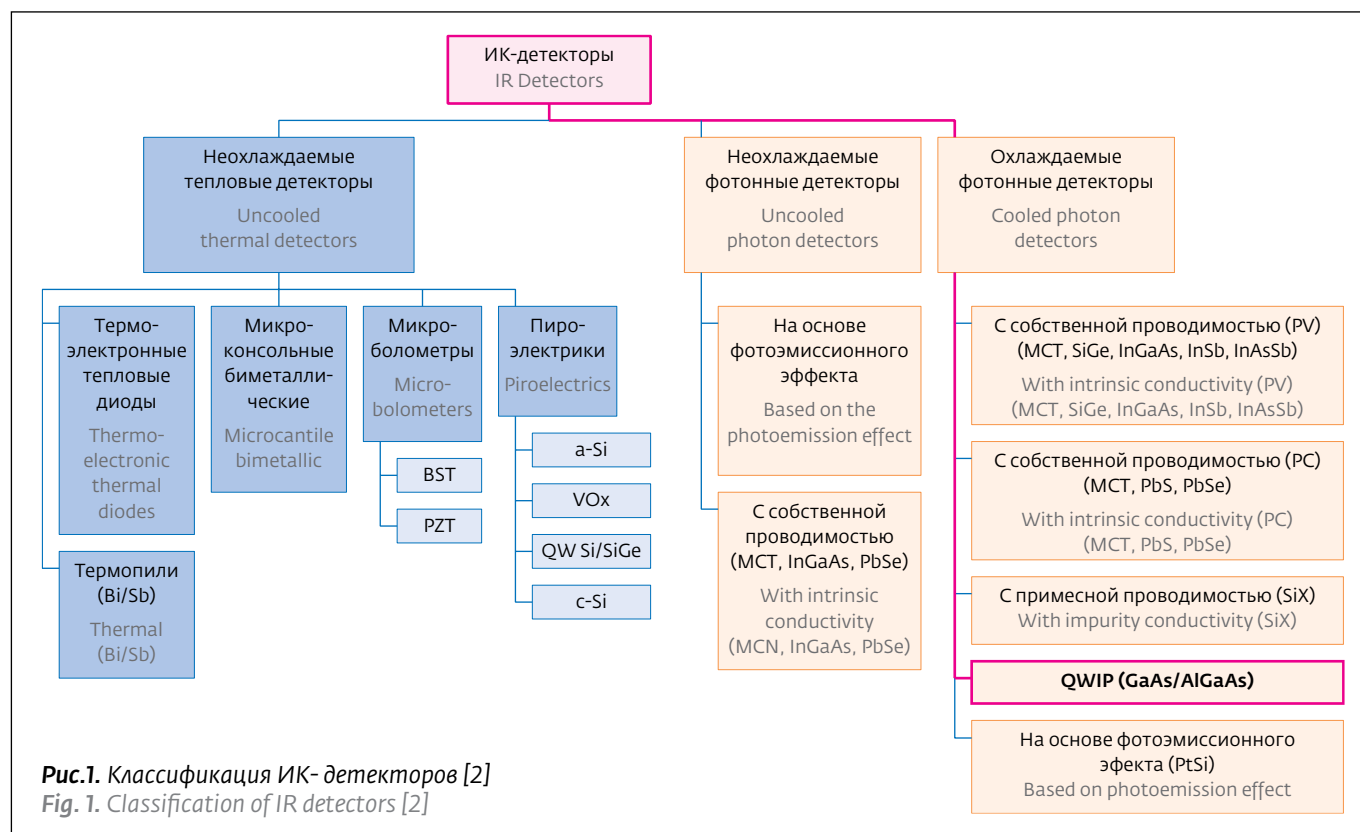 ИК-детекторы
IR Detectors
Неохлаждаемые
тепловые детекторы
Uncooled
thermal detectors
Неохлаждаемые
фотонные детекторы
Uncooled
photon detectors
Охлаждаемые
фотонные детекторы
Cooled photon
detectors
Термо-
электронные
тепловые
диоды
Thermo-
electronic
thermal
diodes
Термопили
(Bi/Sb)
Thermal
(Bi/Sb)
Микро-
консольные
биметалли-
ческие
Microcantile
bimetallic
Микро-
болометры
Micro-
bolometers
BST
PZT
Пиро-
электрики
Piroelectrics
a-Si
VOx
QW Si/SiGe
c-Si
На основе
фотоэмиссионного
эффекта
Based on the
photoemission effect
С собственной
проводимостью
(MCT, InGaAs, PbSe)
With intrinsic
conductivity
(MCN, InGaAs, PbSe)
С собственной проводимостью (PV)
(MCT, SiGe, InGaAs, InSb, InAsSb)
With intrinsic conductivity (PV)
(MCT, SiGe, InGaAs, InSb, InAsSb)
С собственной проводимостью (PC)
(MCT, PbS, PbSe)
With intrinsic conductivity (PC)
(MCT, PbS, PbSe)
С примесной проводимостью (SiX)
With impurity conductivity (SiX)
QWIP (GaAs/AlGaAs)
На основе фотоэмиссионного
эфекта (PtSi)
Based on photoemission effect
Рис.1. Классификация ИК- детекторов [2]
Fig. 1. Classification of IR detectors [2]